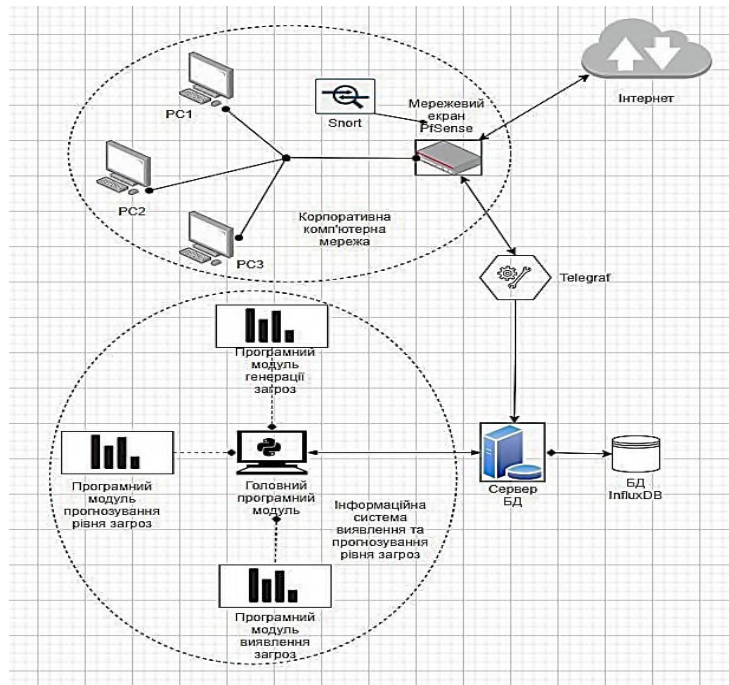 Інтернет
PC1
Snort
Мережевий
екран
PfSense
PC2
Корпоративна
комп'ютерна
мережа
PC3
Telegraf
Програмний
модуль
генерації
загроз
Програмний
модуль
прогнозування
рівня загроз
Головний
програмний
модуль
Інформаційна
система
виявлення та
прогнозування
рівня загроз
Сервер
БД
БД
InfluxDB
Програмний
модуль
виявлення
загроз